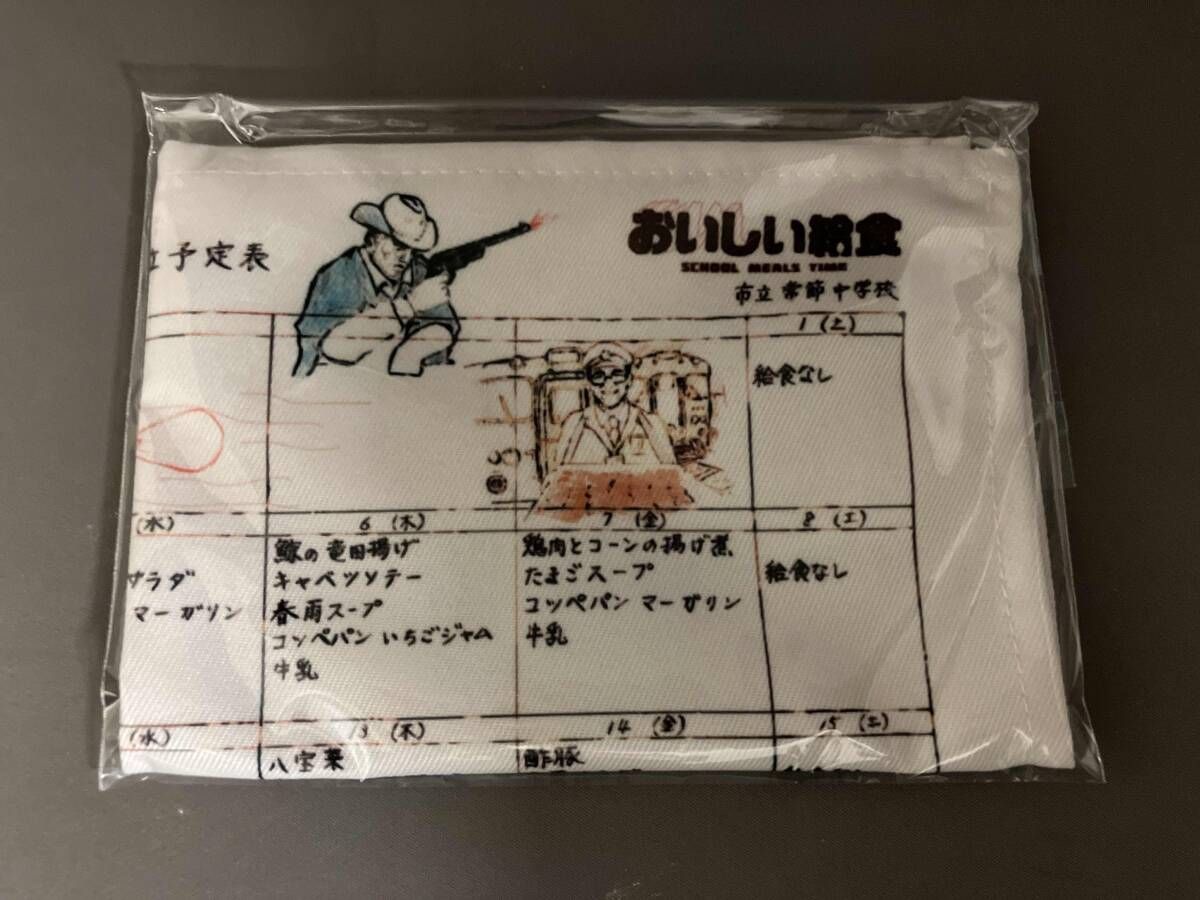 予定表
おいしい給食
SCHOOL MEALS TIME
市立 常節中学校
1 (土)
給食なし
(水)
6 (木)
7 (金)
8 (土)
サラダ
マーガリン
鯨の竜田揚げ
キャベツソテー
春雨スープ
コッペパン いちごジャム
牛乳
鶏肉とコーンの揚げ煮
たまごスープ
コッペパン マーガリン
牛乳
給食なし
(水)
13 (木)
14 (金)
15 (土)
八宝菜
酢豚